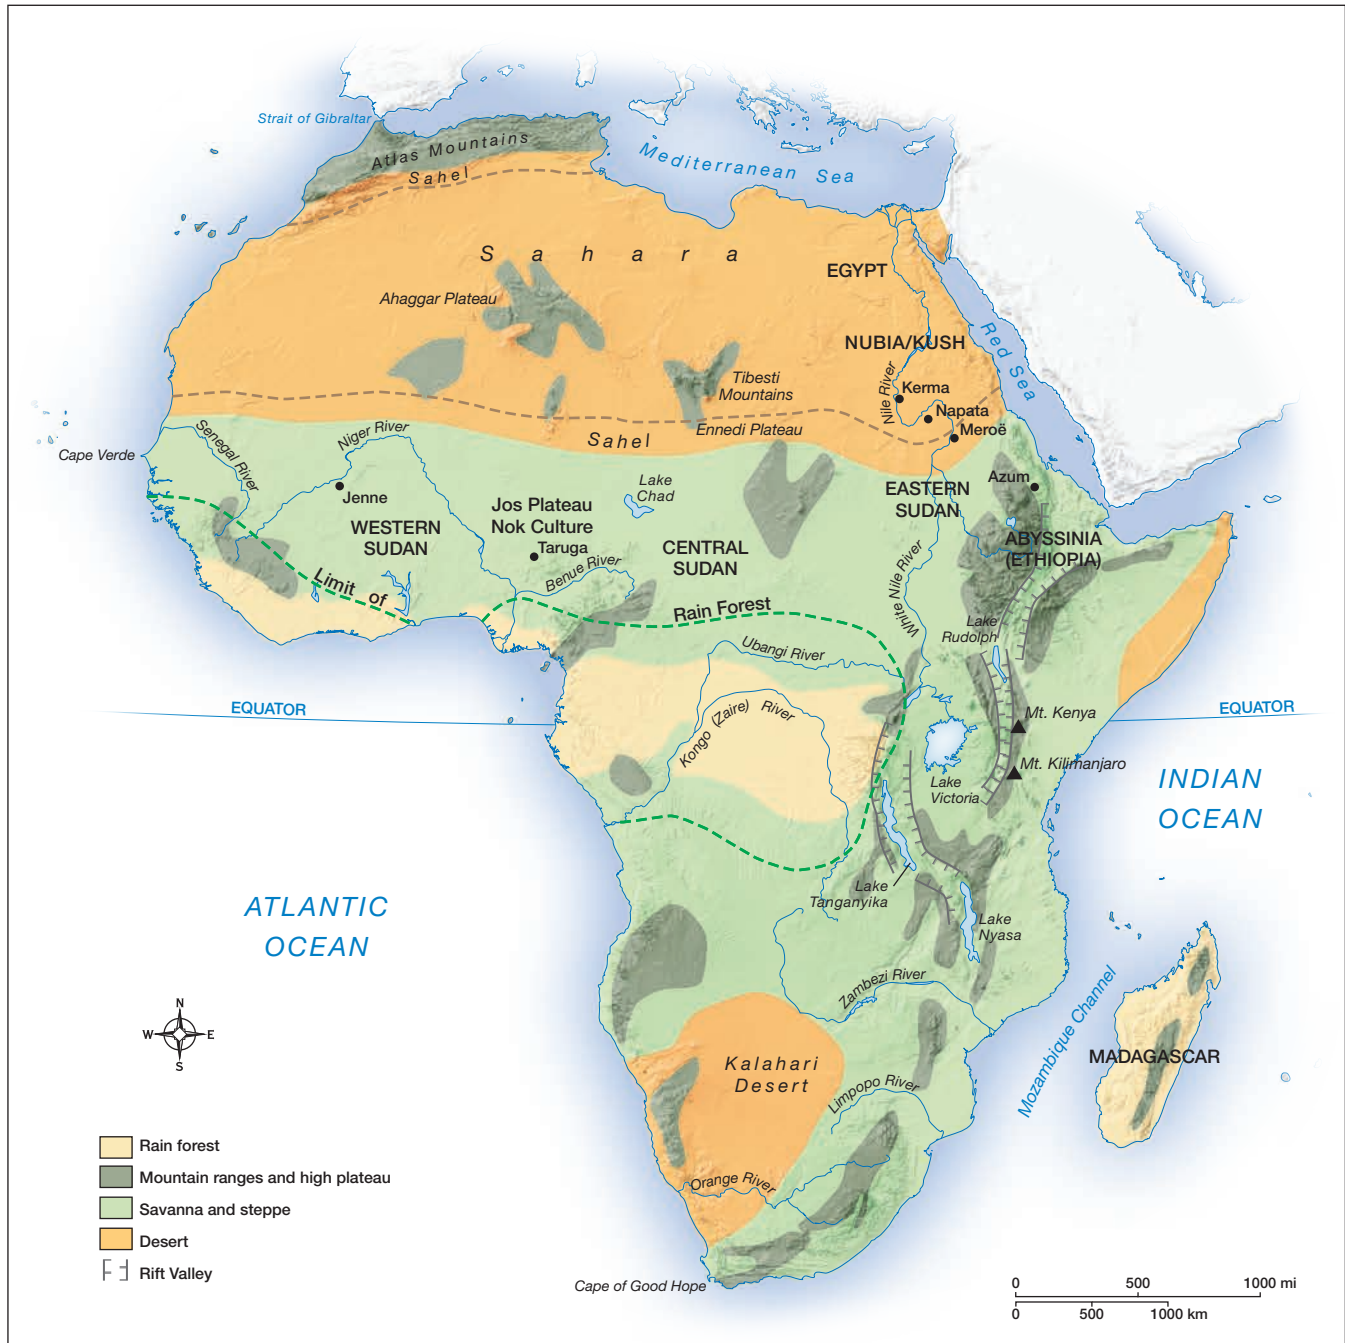 Strait of Gibraltar
Atlas Mountains
Sahel
Mediterranean Sea
Sahara
EGYPT
Ahaggar Plateau
Red Sea
NUBIA/KUSH
Tibesti
Mountains
Nile River
Kerma
Napata
Meroë
Ennedi Plateau
Sahel
Senegal River
Niger River
Cape Verde
Jenne
Lake
Chad
Azum
EASTERN
SUDAN
Jos Plateau
Nok Culture
Taruga
WESTERN
SUDAN
CENTRAL
SUDAN
ABYSSINIA
(ETHIOPIA)
Benue River
White Nile River
Limit of
Rain Forest
Lake
Rudolph
Ubangi River
EQUATOR
EQUATOR
Kongo (Zaire) River
Mt. Kenya
Mt. Kilimanjaro
Lake
Victoria
INDIAN
OCEAN
ATLANTIC
OCEAN
Lake
Tanganyika
Lake
Nyasa
Zambezi River
Mozambique Channel
MADAGASCAR
N
W E
S
Kalahari
Desert
Limpopo River
Orange River
Cape of Good Hope
Rain forest
Mountain ranges and high plateau
Savanna and steppe
Desert
Rift Valley
0 500 1000 mi
0 500 1000 km